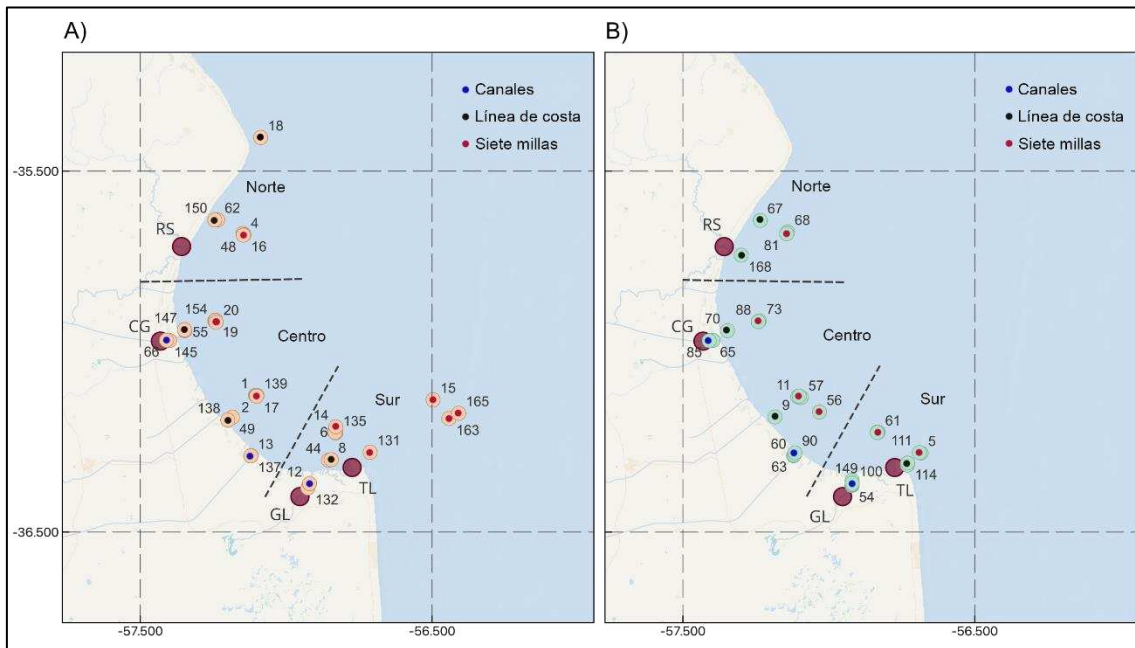 A)
B)
Canales
Línea de costa
Siete millas
18
-35.500
Norte
150
62
4
48
16
RS
147
154
20
CG
55
19
66
145
Centro
1
139
138
2
17
49
13
137
Sur
15
14
135
165
6
163
44
8
131
12
TL
GL
132
-36.500
-57.500
-56.500
Canales
Línea de costa
Siete millas
Norte
67
68
RS
81
168
70
88
73
CG
85
65
Centro
11
57
9
56
60
90
63
Sur
61
111
5
149
100
114
54
TL
GL
-57.500
-56.500